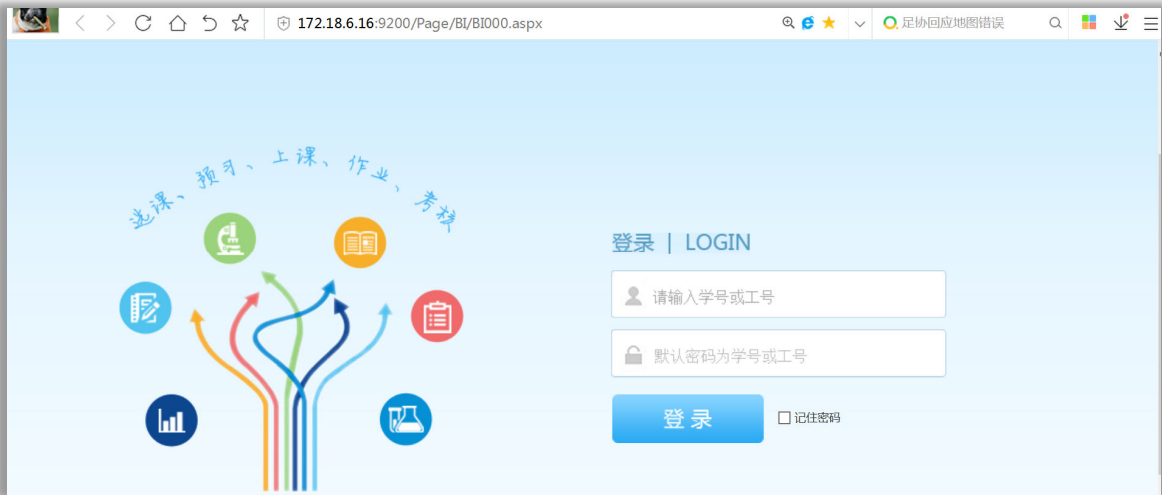 172.18.6.16:9200/Page/BI/BI000.aspx
足协回应地图错误
选课、预习、上课、作业、考核
登录 | LOGIN
请输入学号或工号
默认密码为学号或工号
登 录
记住密码